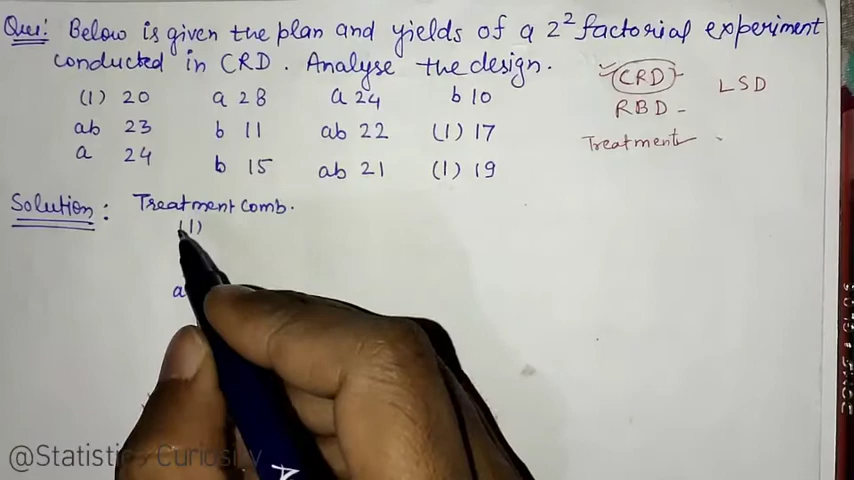 Ques: Below is given the plan and yields of a 2² factorial experiment
conducted in CRD. Analyse the design.
(1) 20 a 28 a 24 b 10
ab 23 b 11 ab 22 (1) 17
a 24 b 15 ab 21 (1) 19
CRD
RBD -
LSD
Treatment
Solution: Treatment comb.
(1)
a
@Statistics Curiosity